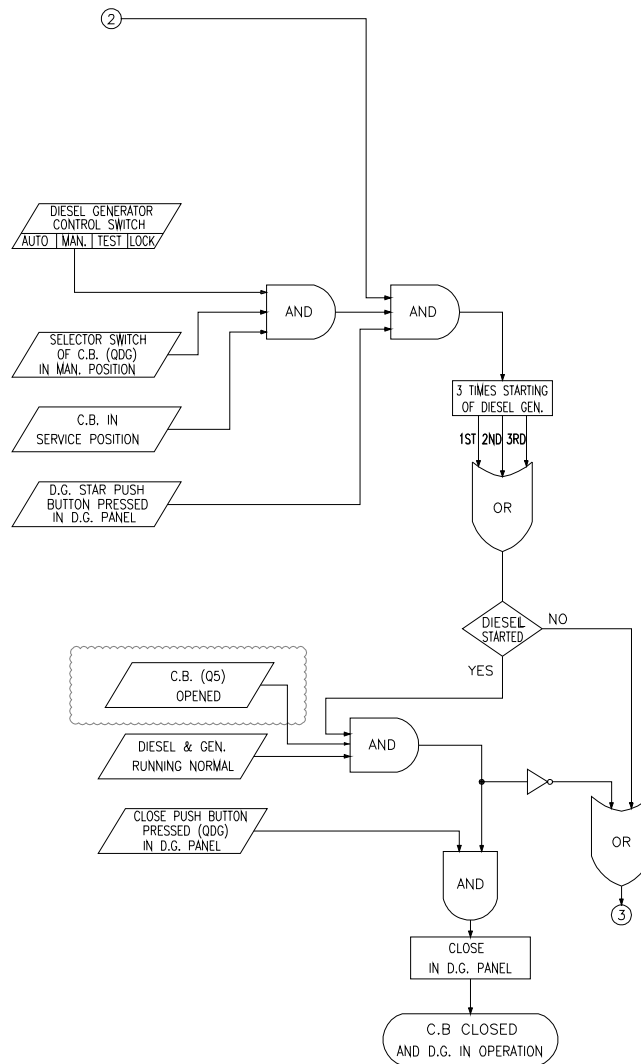 2
DIESEL GENERATOR
CONTROL SWITCH
AUTO MAN. TEST LOCK
AND
AND
SELECTOR SWITCH
OF C.B. (QDG)
IN MAN. POSITION
3 TIMES STARTING
OF DIESEL GEN.
C.B. IN
SERVICE POSITION
1ST 2ND 3RD
D.G. STAR PUSH
BUTTON PRESSED
IN D.G. PANEL
OR
DIESEL
STARTED
NO
YES
C.B. (Q5)
OPENED
AND
DIESEL & GEN.
RUNNING NORMAL
CLOSE PUSH BUTTON
PRESSED (QDG)
IN D.G. PANEL
OR
AND
3
CLOSE
IN D.G. PANEL
C.B CLOSED
AND D.G. IN OPERATION